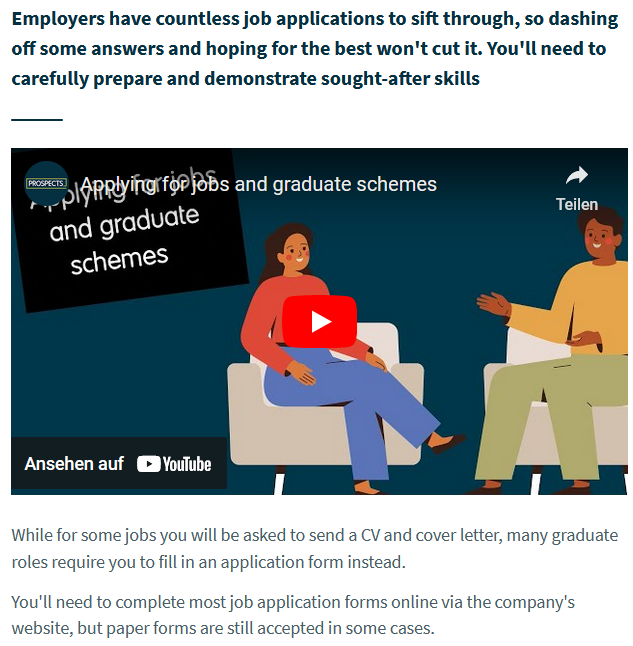 Employers have countless job applications to sift through, so dashing
off some answers and hoping for the best won't cut it. You'll need to
carefully prepare and demonstrate sought-after skills
PROSPECTS
Applying for jobs and graduate schemes
Teilen
Applying for jobs
and graduate
schemes
Ansehen auf YouTube
While for some jobs you will be asked to send a CV and cover letter, many graduate
roles require you to fill in an application form instead.
You'll need to complete most job application forms online via the company's
website, but paper forms are still accepted in some cases.